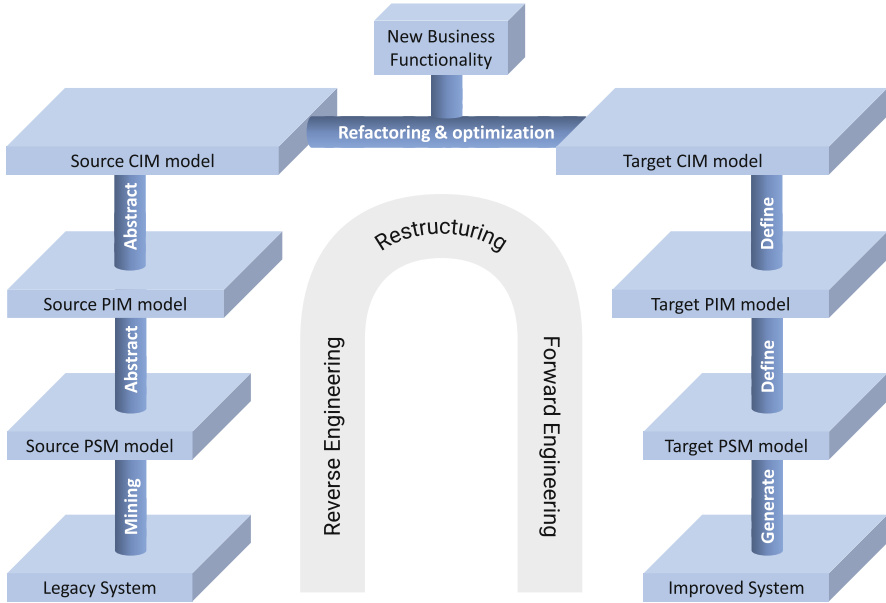 New Business
Functionality
Refactoring & optimization
Source CIM model
Target CIM model
Abstract
Define
Restructuring
Source PIM model
Target PIM model
Abstract
Define
Reverse Engineering
Forward Engineering
Source PSM model
Target PSM model
Mining
Generate
Legacy System
Improved System